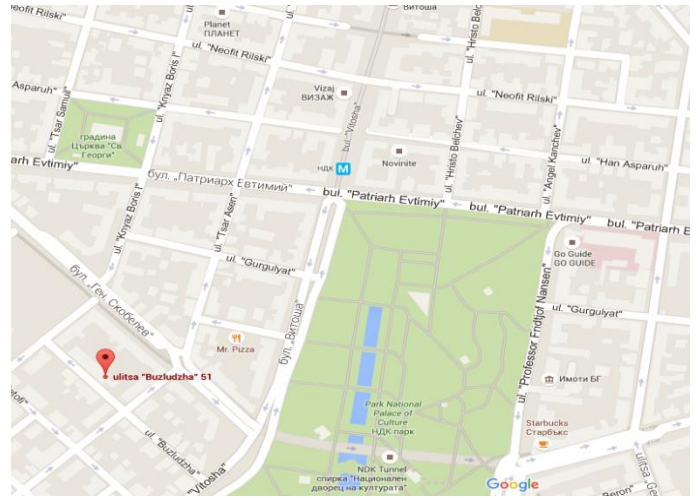 Витоша
Planet
ПЛАНЕТ
ul. "Neofit Rilski
Vizaj
ВИЗАЖ
ul. "Neofit Rilski"
Asparuh"
ul. "Tsar Samuil"
ul. "Knyaz Boris I"
bul. "Vitosha"
ul. "Hristo Belchev"
ul. "Angel Kanchev"
градина
Църква "Св
Георги"
Novinite
ul. "Han Asparuh"
НДК
M
iarh Evtimiy"
бул. „Патриарх Евтимий"
bul. "Patriarh Evtimiy"
bul. "Patriarh Evtimiy"
bul. "Patriarh E
ul. "Hristo Belchev"
ul. "Knyaz Boris I"
ul. "Tsar Asen"
ul. "Gurgulyat"
Go Guide
GO GUIDE
бул. „Ген. Скобелев"
бул. „Витоша"
ul. "Professor Fridtjof Nansen"
ul. "Gurgulyat"
Mr. Pizza
ulitsa "Buzludzha" 51
Имоти БГ
Park National
Palace of
Culture
НДК парк
ul. "Buzludzha"
Vitosha"
Starbucks
Старбъкс
NDK Tunnel
спирка "Национален
дворец на културата"
Google
ulitsa "Ge